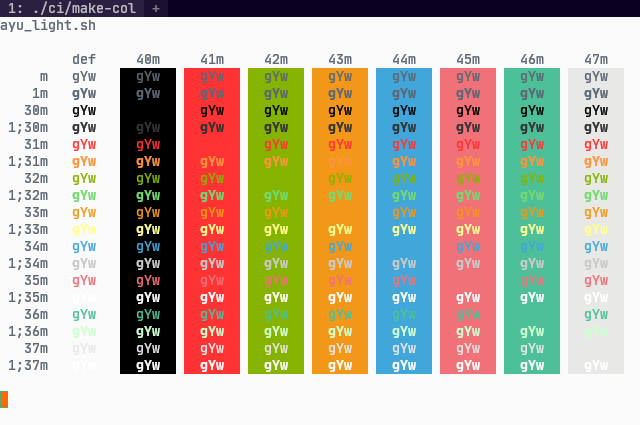 1: ./ci/make-col +
ayu_light.sh
def 40m 41m 42m 43m 44m 45m 46m 47m
m gYw gYw gYw gYw gYw gYw gYw gYw gYw
1m gYw gYw gYw gYw gYw gYw gYw gYw gYw
30m gYw gYw gYw gYw gYw gYw gYw gYw
1;30m gYw gYw gYw gYw gYw gYw gYw gYw gYw
31m gYw gYw gYw gYw gYw gYw gYw gYw
1;31m gYw gYw gYw gYw gYw gYw gYw gYw gYw
32m gYw gYw gYw gYw gYw gYw gYw gYw
1;32m gYw gYw gYw gYw gYw gYw gYw gYw gYw
33m gYw gYw gYw gYw gYw gYw gYw gYw
1;33m gYw gYw gYw gYw gYw gYw gYw gYw gYw
34m gYw gYw gYw gYw gYw gYw gYw gYw
1;34m gYw gYw gYw gYw gYw gYw gYw gYw gYw
35m gYw gYw gYw gYw gYw gYw gYw gYw
1;35m gYw gYw gYw gYw gYw gYw gYw gYw gYw
36m gYw gYw gYw gYw gYw gYw gYw gYw
1;36m gYw gYw gYw gYw gYw gYw gYw gYw gYw
37m gYw gYw gYw gYw gYw gYw gYw gYw
1;37m gYw gYw gYw gYw gYw gYw gYw gYw gYw